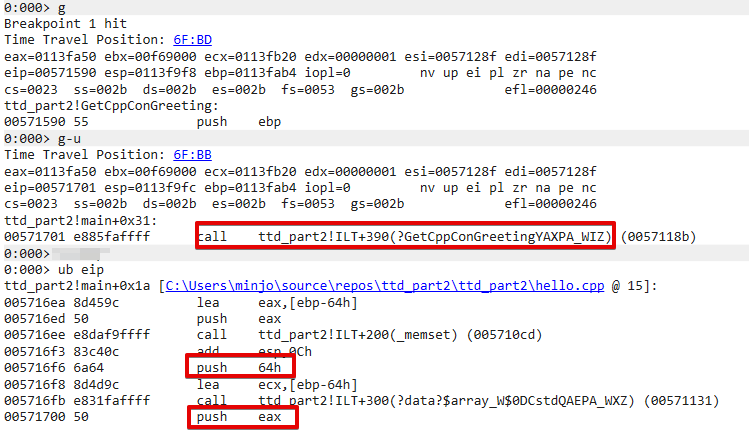 0:000> g
Breakpoint 1 hit
Time Travel Position: 6F:BD
eax=0113fa50 ebx=00f69000 ecx=0113fb20 edx=00000001 esi=0057128f edi=0057128f
eip=00571590 esp=0113f9f8 ebp=0113fab4 iopl=0         nv up ei pl zr na pe nc
cs=0023  ss=002b  ds=002b  es=002b  fs=0053  gs=002b             efl=00000246
ttd_part2!GetCppConGreeting:
00571590 55              push    ebp
0:000> g-u
Time Travel Position: 6F:BB
eax=0113fa50 ebx=00f69000 ecx=0113fb20 edx=00000001 esi=0057128f edi=0057128f
eip=00571701 esp=0113f9fc ebp=0113fab4 iopl=0         nv up ei pl zr na pe nc
cs=0023  ss=002b  ds=002b  es=002b  fs=0053  gs=002b             efl=00000246
ttd_part2!main+0x31:
00571701 e885faffff      call    ttd_part2!ILT+390(?GetCppConGreetingYAXPA_WIZ) (0057118b)
0:000>
0:000> ub eip
ttd_part2!main+0x1a [C:\Users\minjo\source\repos\ttd_part2\ttd_part2\hello.cpp @ 15]:
005716ea 8d459c          lea     eax,[ebp-64h]
005716ed 50              push    eax
005716ee e8daf9ffff      call    ttd_part2!ILT+200(_memset) (005710cd)
005716f3 83c40c          add     esp,0Ch
005716f6 6a64            push    64h
005716f8 8d4d9c          lea     ecx,[ebp-64h]
005716fb e831faffff      call    ttd_part2!ILT+300(?data?$array_W$0DCstdQAEPA_WXZ) (00571131)
00571700 50              push    eax